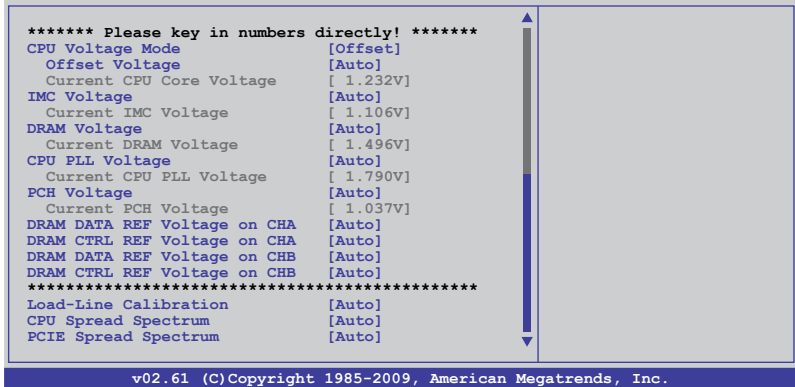 ******* Please key in numbers directly! *******
CPU Voltage Mode [Offset]
Offset Voltage [Auto]
Current CPU Core Voltage [ 1.232V]
IMC Voltage [Auto]
Current IMC Voltage [ 1.106V]
DRAM Voltage [Auto]
Current DRAM Voltage [ 1.496V]
CPU PLL Voltage [Auto]
Current CPU PLL Voltage [ 1.790V]
PCH Voltage [Auto]
Current PCH Voltage [ 1.037V]
DRAM DATA REF Voltage on CHA [Auto]
DRAM CTRL REF Voltage on CHA [Auto]
DRAM DATA REF Voltage on CHB [Auto]
DRAM CTRL REF Voltage on CHB [Auto]
***********************************************
Load-Line Calibration [Auto]
CPU Spread Spectrum [Auto]
PCIE Spread Spectrum [Auto]
v02.61 (C)Copyright 1985-2009, American Megatrends, Inc.